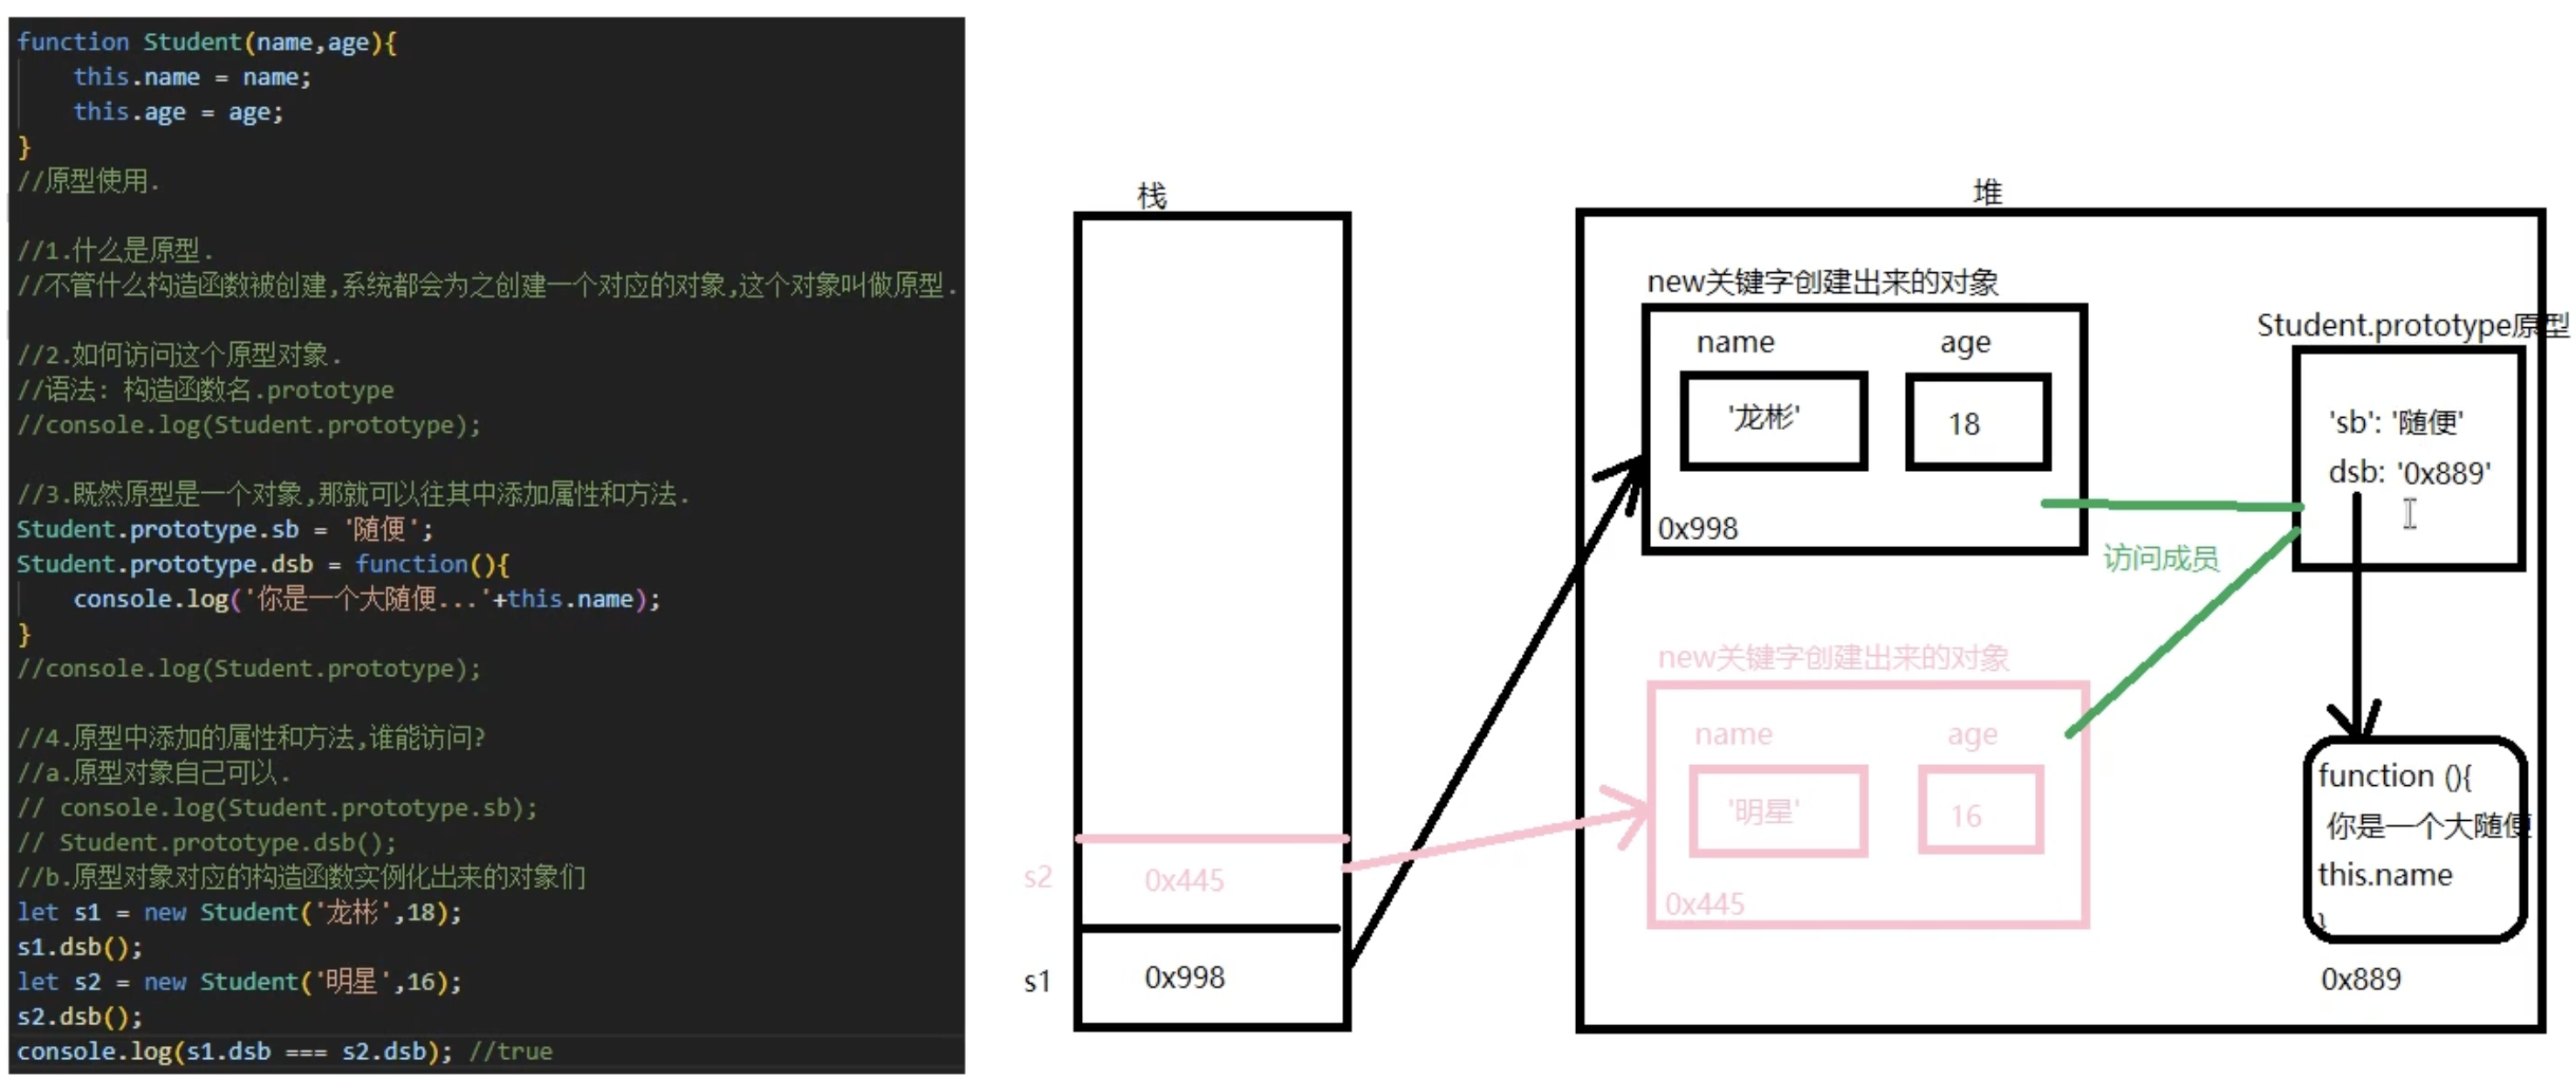 function Student(name,age){
this.name = name;
this.age = age;
}
//原型使用.
//1.什么是原型.
//不管什么构造函数被创建,系统都会为之创建一个对应的对象,这个对象叫做原型.
//2.如何访问这个原型对象.
//语法: 构造函数名.prototype
//console.log(Student.prototype);
//3.既然原型是一个对象,那就可以往其中添加属性和方法.
Student.prototype.sb = '随便';
Student.prototype.dsb = function(){
console.log('你是一个大随便...'+this.name);
}
//console.log(Student.prototype);
//4.原型中添加的属性和方法,谁能访问?
//a.原型对象自己可以.
// console.log(Student.prototype.sb);
// Student.prototype.dsb();
//b.原型对象对应的构造函数实例化出来的对象们
let s1 = new Student('龙彬',18);
s1.dsb();
let s2 = new Student('明星',16);
s2.dsb();
console.log(s1.dsb === s2.dsb); //true
栈
s2
0x445
s1
0x998
堆
new关键字创建出来的对象
name age
'龙彬' 18
0x998
new关键字创建出来的对象
name age
'明星' 16
0x445
访问成员
Student.prototype原型
'sb': '随便'
dsb: '0x889'
function (){
你是一个大随便
this.name
}
0x889